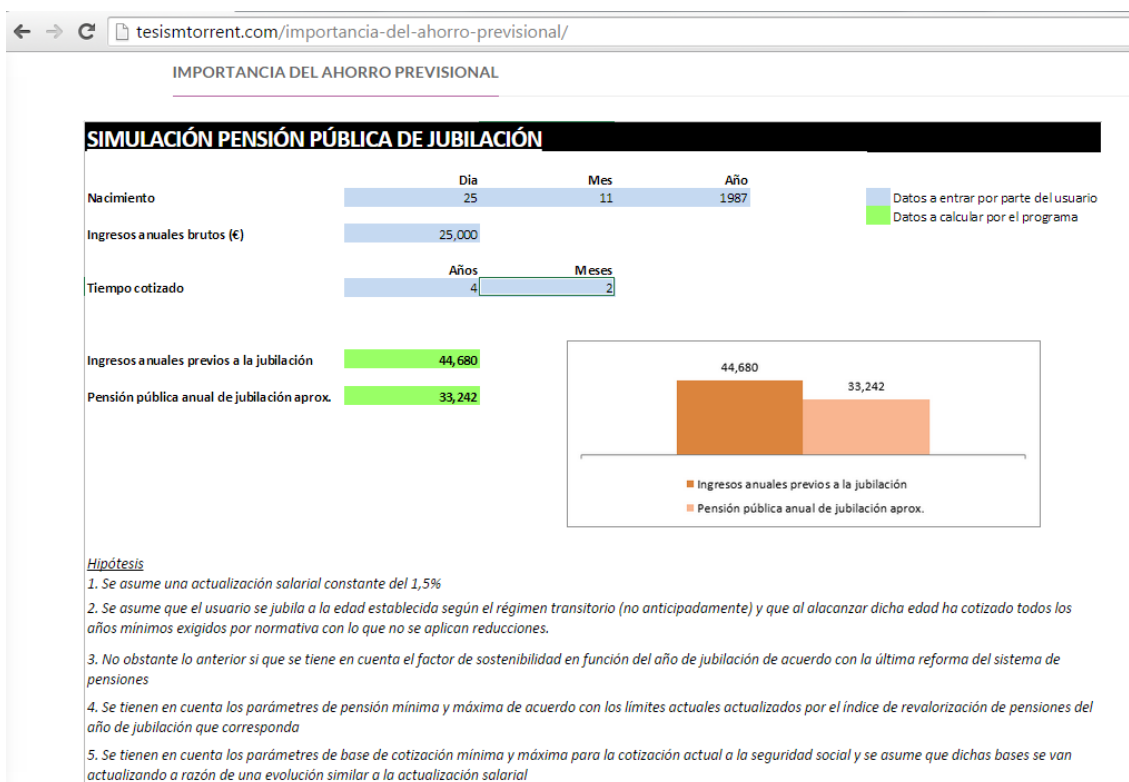 tesismtorrent.com/importancia-del-ahorro-previsional/
IMPORTANCIA DEL AHORRO PREVISIONAL
SIMULACIÓN PENSIÓN PÚBLICA DE JUBILACIÓN
Dia Mes Año
Nacimiento 25 11 1987
Datos a entrar por parte del usuario
Datos a calcular por el programa
Ingresos anuales brutos (€) 25,000
Años Meses
Tiempo cotizado 4 2
Ingresos anuales previos a la jubilación 44,680
Pensión pública anual de jubilación aprox. 33,242
44,680
33,242
Ingresos anuales previos a la jubilación
Pensión pública anual de jubilación aprox.
Hipótesis
1. Se asume una actualización salarial constante del 1,5%
2. Se asume que el usuario se jubila a la edad establecida según el régimen transitorio (no anticipadamente) y que al alacanzar dicha edad ha cotizado todos los
años mínimos exigidos por normativa con lo que no se aplican reducciones.
3. No obstante lo anterior si que se tiene en cuenta el factor de sostenibilidad en función del año de jubilación de acuerdo con la última reforma del sistema de
pensiones
4. Se tienen en cuenta los parámetres de pensión mínima y máxima de acuerdo con los límites actuales actualizados por el índice de revalorización de pensiones del
año de jubilación que corresponda
5. Se tienen en cuenta los parámetres de base de cotización mínima y máxima para la cotización actual a la seguridad social y se asume que dichas bases se van
actualizando a razón de una evolución similar a la actualización salarial